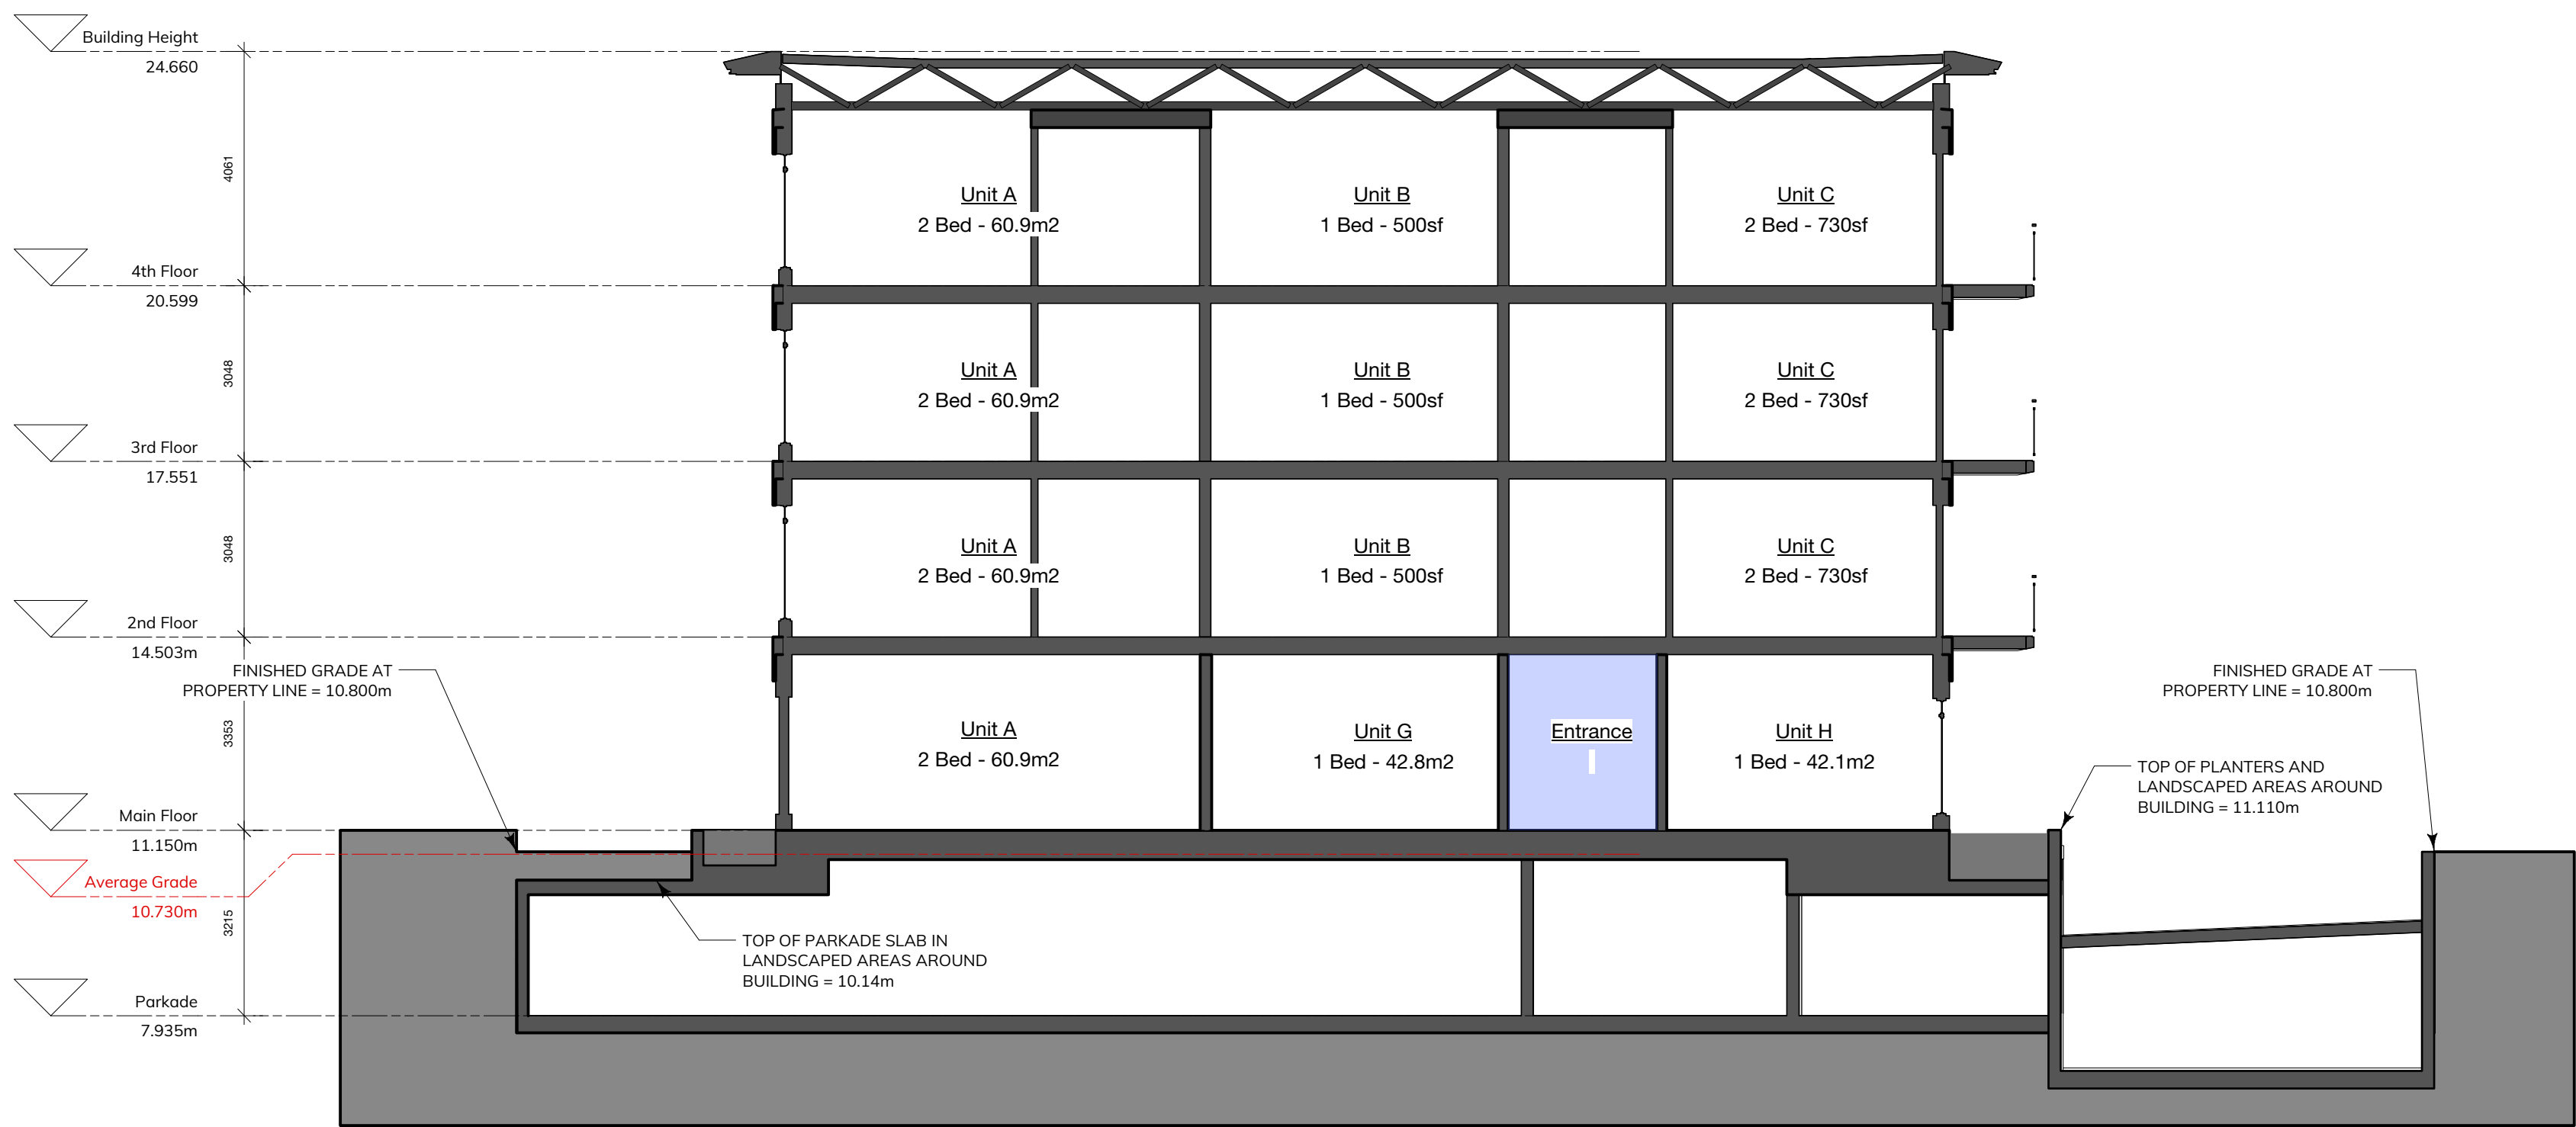 Building Height
24.660
4061
Unit A
2 Bed - 60.9m2
Unit B
1 Bed - 500sf
Unit C
2 Bed - 730sf
4th Floor
20.599
3048
Unit A
2 Bed - 60.9m2
Unit B
1 Bed - 500sf
Unit C
2 Bed - 730sf
3rd Floor
17.551
3048
Unit A
2 Bed - 60.9m2
Unit B
1 Bed - 500sf
Unit C
2 Bed - 730sf
2nd Floor
14.503m
FINISHED GRADE AT
PROPERTY LINE = 10.800m
FINISHED GRADE AT
PROPERTY LINE = 10.800m
3353
Unit A
2 Bed - 60.9m2
Unit G
1 Bed - 42.8m2
Entrance
Unit H
1 Bed - 42.1m2
TOP OF PLANTERS AND
LANDSCAPED AREAS AROUND
BUILDING = 11.110m
Main Floor
11.150m
Average Grade
10.730m
3215
TOP OF PARKADE SLAB IN
LANDSCAPED AREAS AROUND
BUILDING = 10.14m
Parkade
7.935m